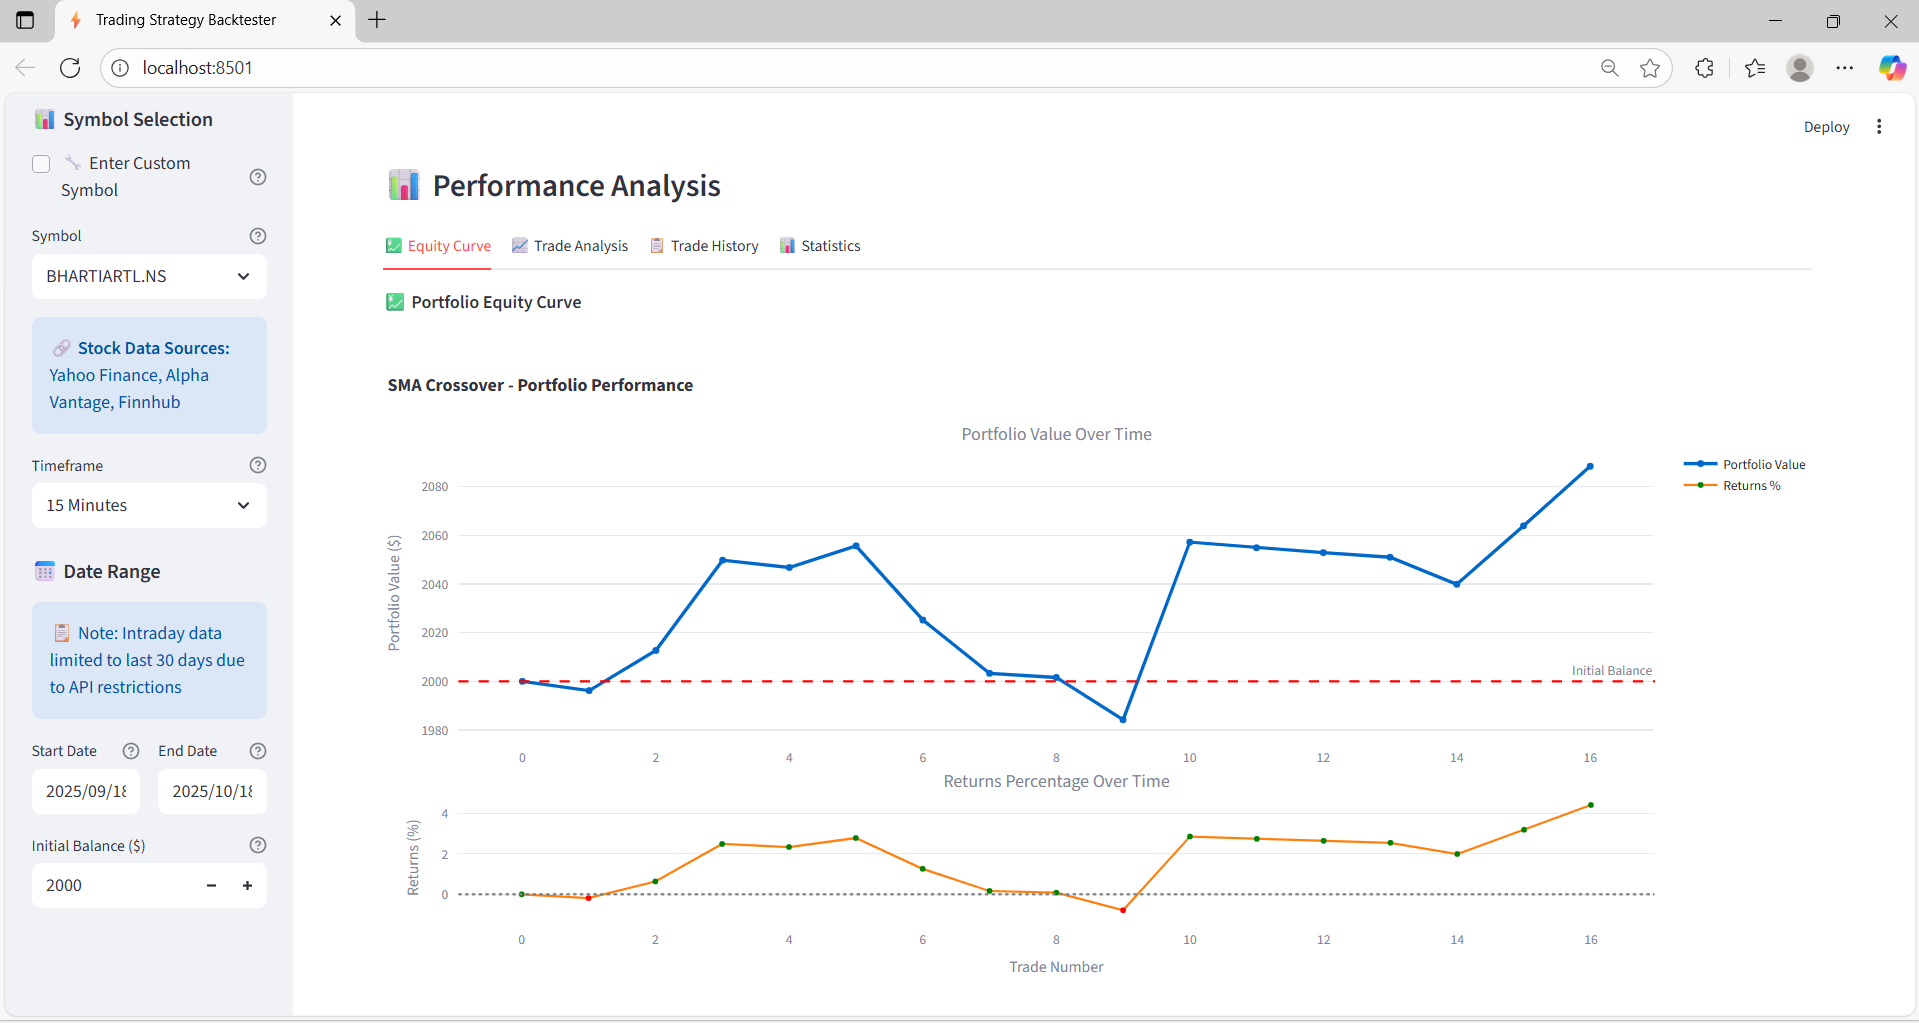 Trading Strategy Backtester
localhost:8501
Symbol Selection
Enter Custom
Symbol
Symbol
BHARTIARTL.NS
Stock Data Sources:
Yahoo Finance, Alpha
Vantage, Finnhub
Timeframe
15 Minutes
Date Range
Note: Intraday data
limited to last 30 days due
to API restrictions
Start Date End Date
2025/09/18 2025/10/18
Initial Balance ($)
2000
Deploy
Performance Analysis
Equity Curve Trade Analysis Trade History Statistics
Portfolio Equity Curve
SMA Crossover - Portfolio Performance
Portfolio Value Over Time
Portfolio Value
Returns %
Portfolio Value ($)
2080
2060
2040
2020
2000
1980
Initial Balance
0 2 4 6 8 10 12 14 16
Returns Percentage Over Time
Returns (%)
4
2
0
0 2 4 6 8 10 12 14 16
Trade Number